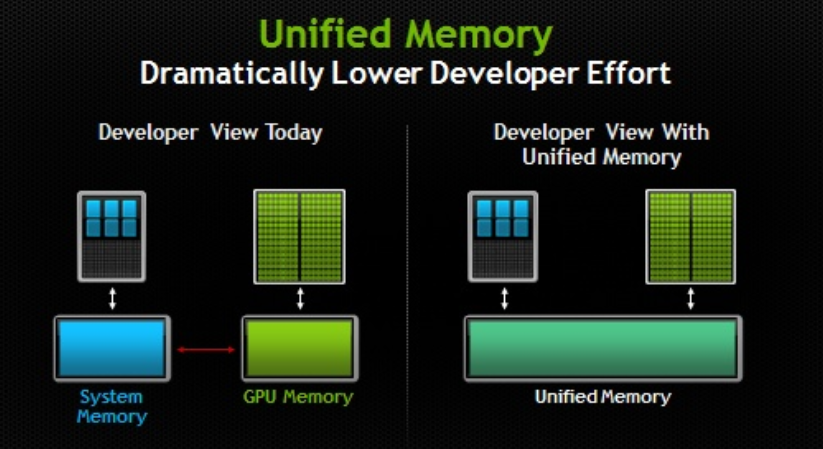 Unified Memory
Dramatically Lower Developer Effort
Developer View Today
Developer View With
Unified Memory
System
Memory
GPU Memory
Unified Memory